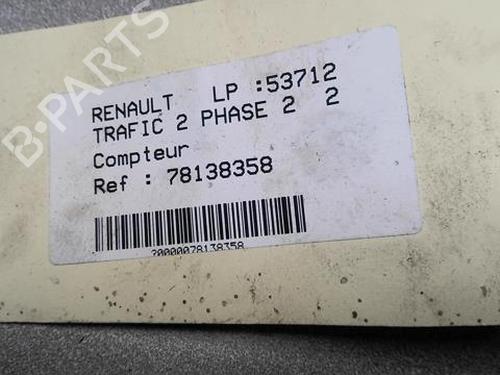 B-PARTS
RENAULT LP :53712
TRAFIC 2 PHASE 2 2
Compteur
Ref : 78138358
20000078138358